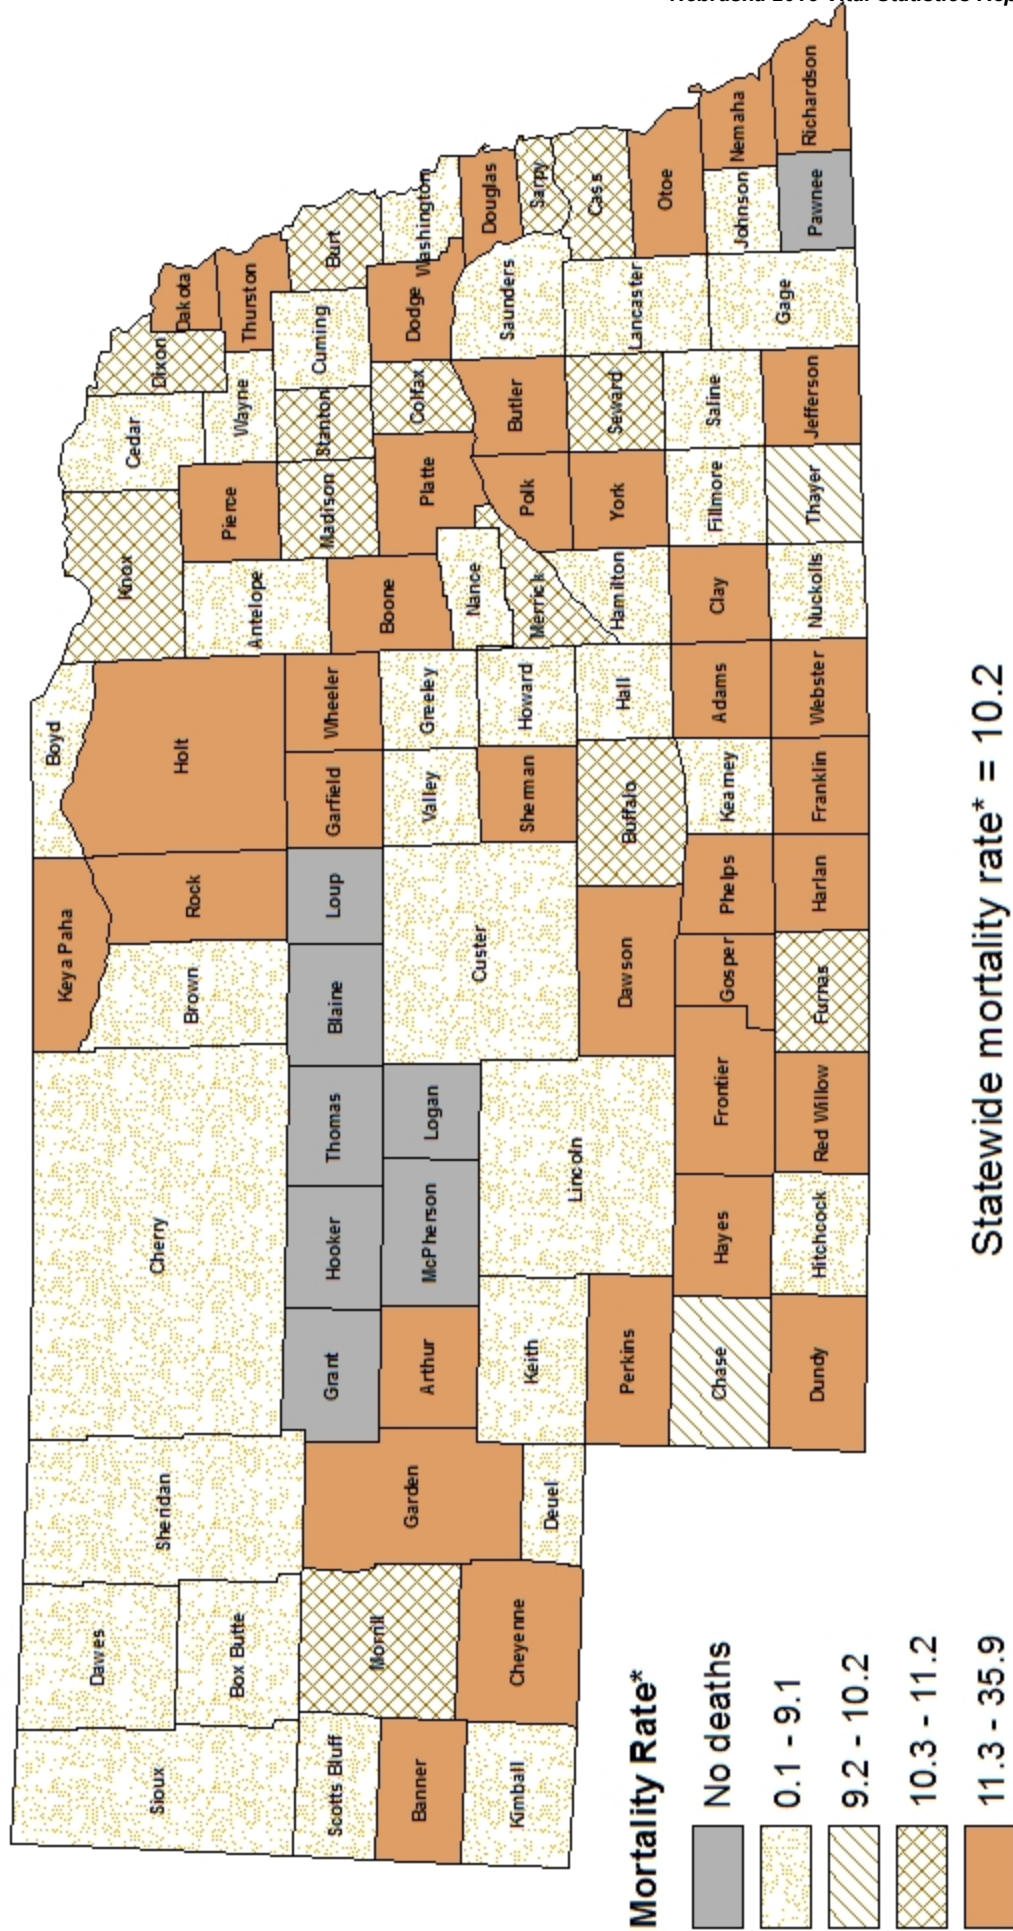 Sioux
Dawes
Box Butte
Sheridan
Cherry
Keya Paha
Boyd
Brown
Rock
Holt
Knox
Cedar
Dixon
Dakota
Scotts Bluff
Banner
Kimball
Morrill
Cheyenne
Garden
Deuel
Grant
Hooker
Thomas
Blaine
Loup
Garfield
Wheeler
Antelope
Pierce
Wayne
Thurston
Arthur
McPherson
Logan
Custer
Valley
Greeley
Boone
Madison
Stanton
Cuming
Burt
Keith
Lincoln
Sherman
Howard
Nance
Platte
Colfax
Dodge
Washington
Perkins
Dawson
Buffalo
Hall
Merrick
Polk
Butler
Saunders
Douglas
Sarpy
Chase
Hayes
Frontier
Gosper
Phelps
Kearney
Adams
Hamilton
York
Seward
Lancaster
Cass
Otoe
Dundy
Hitchcock
Red Willow
Furnas
Harlan
Franklin
Webster
Clay
Nuckolls
Fillmore
Thayer
Saline
Jefferson
Gage
Johnson
Pawnee
Nemaha
Richardson
Mortality Rate*
No deaths
0.1 - 9.1
9.2 - 10.2
10.3 - 11.2
11.3 - 35.9
Statewide mortality rate* = 10.2